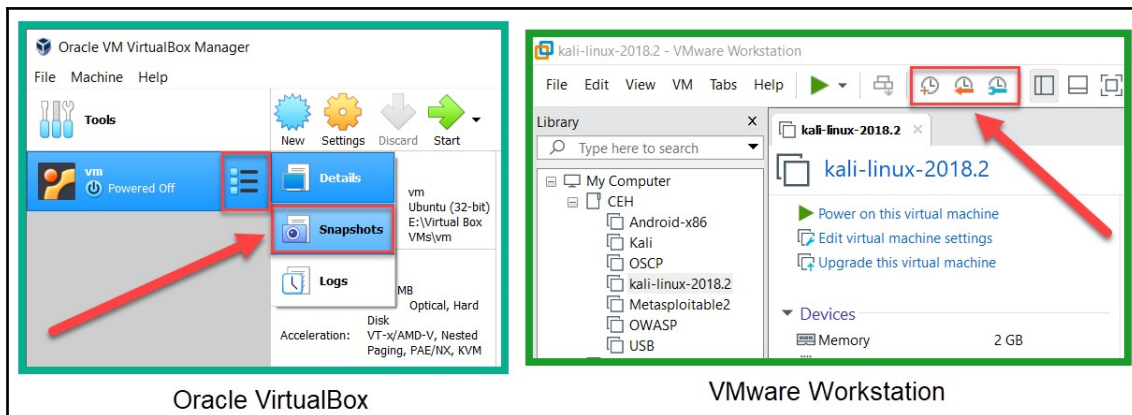 Oracle VM VirtualBox Manager
File Machine Help
Tools
New Settings Discard Start
vm
Powered Off
Details
Snapshots
Logs
vm
Ubuntu (32-bit)
E:\Virtual Box
VMs\vm
MB
Optical, Hard
Disk
Acceleration: VT-x/AMD-V, Nested
Paging, PAE/NX, KVM
Oracle VirtualBox
kali-linux-2018.2 - VMware Workstation
File Edit View VM Tabs Help
Library X
Type here to search
My Computer
CEH
Android-x86
Kali
OSCP
kali-linux-2018.2
Metasploitable2
OWASP
USB
kali-linux-2018.2 ×
kali-linux-2018.2
Power on this virtual machine
Edit virtual machine settings
Upgrade this virtual machine
Devices
Memory 2 GB
VMware Workstation